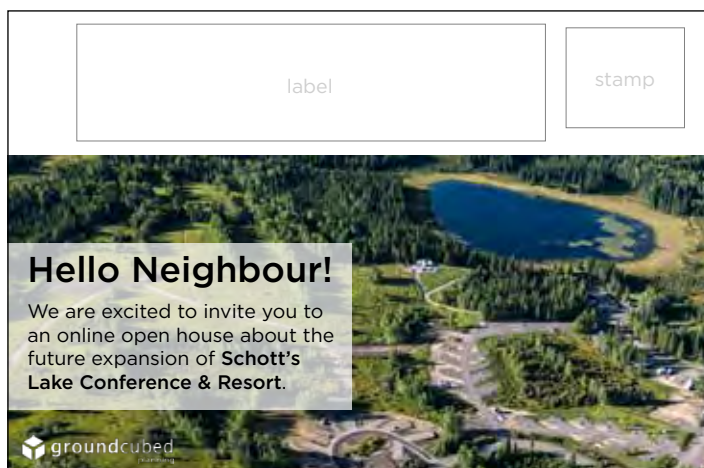 label
stamp
Hello Neighbour!
We are excited to invite you to
an online open house about the
future expansion of Schott's
Lake Conference & Resort.
groundcubed
planning